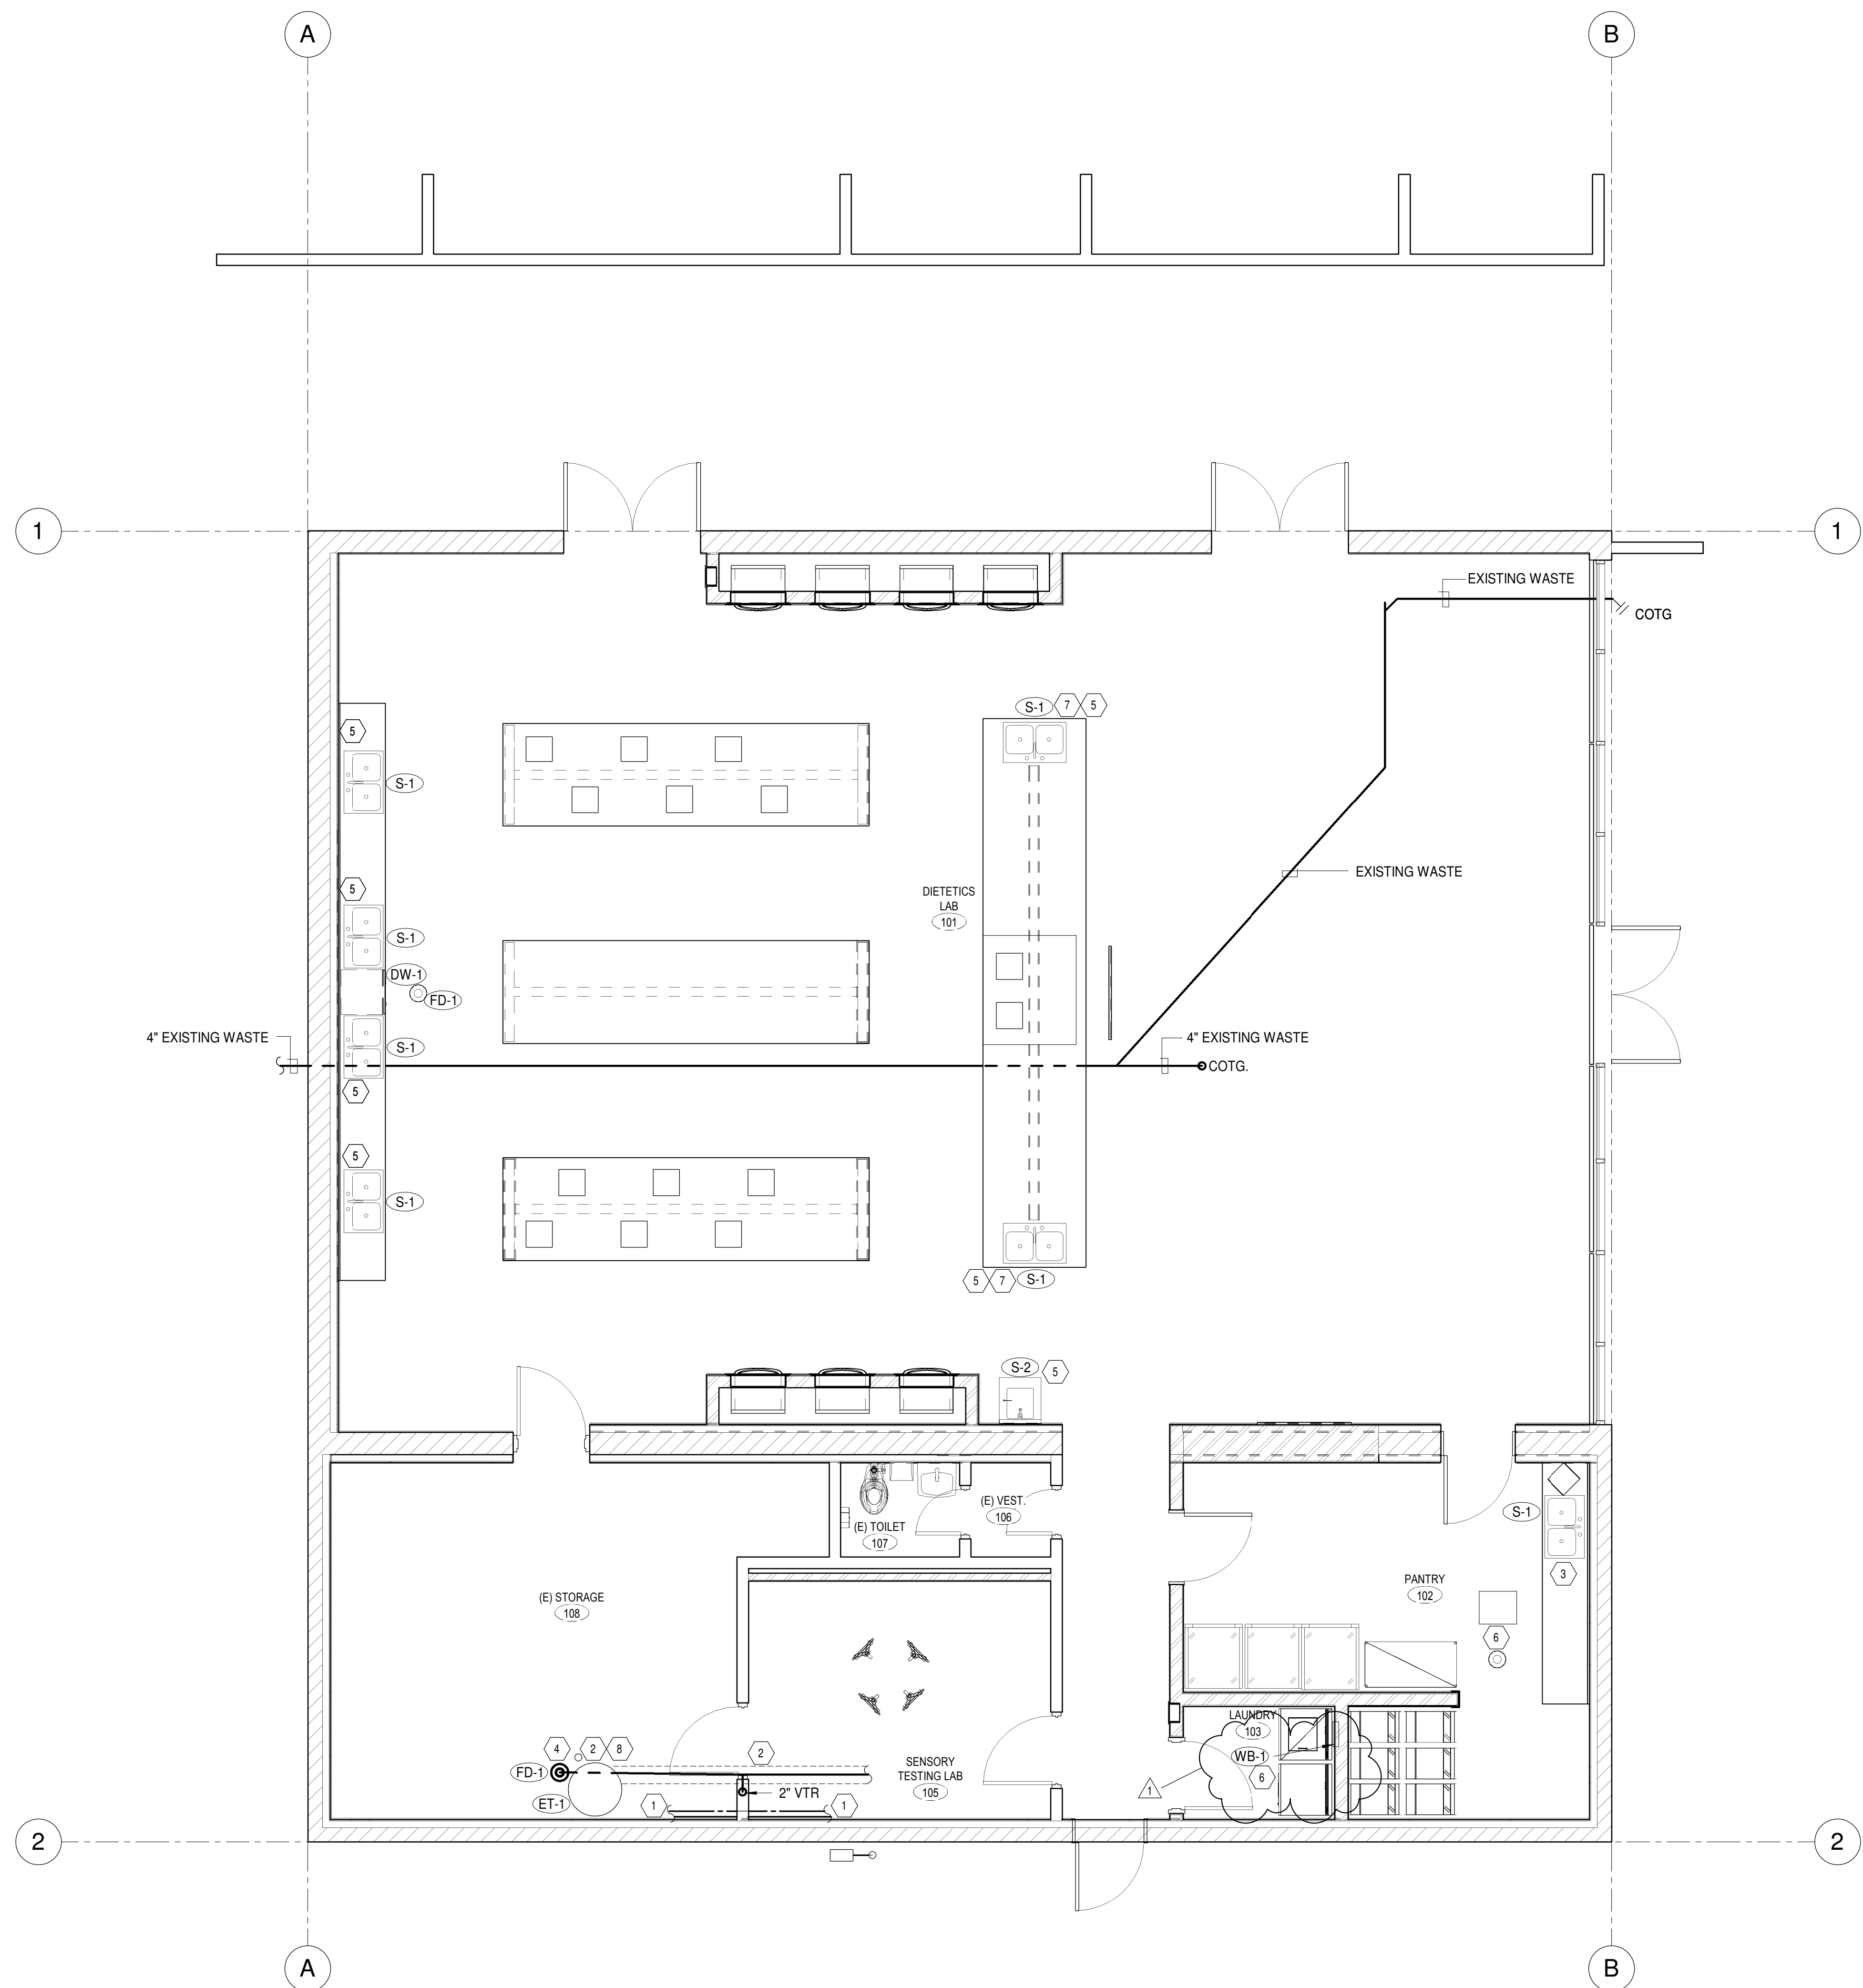 A
B
1
1
EXISTING WASTE
COTG
S-1
7
5
5
S-1
EXISTING WASTE
5
DIETETICS
LAB
101
S-1
DW-1
FD-1
4" EXISTING WASTE
S-1
4" EXISTING WASTE
COTG.
5
5
S-1
5
7
S-1
S-2
5
(E) VEST.
106
S-1
(E) TOILET
107
3
PANTRY
102
(E) STORAGE
108
6
LAUNDRY
103
4
2
8
2
WB-1
FD-1
SENSORY
TESTING LAB
105
6
1
2" VTR
ET-1
1
1
2
2
A
B